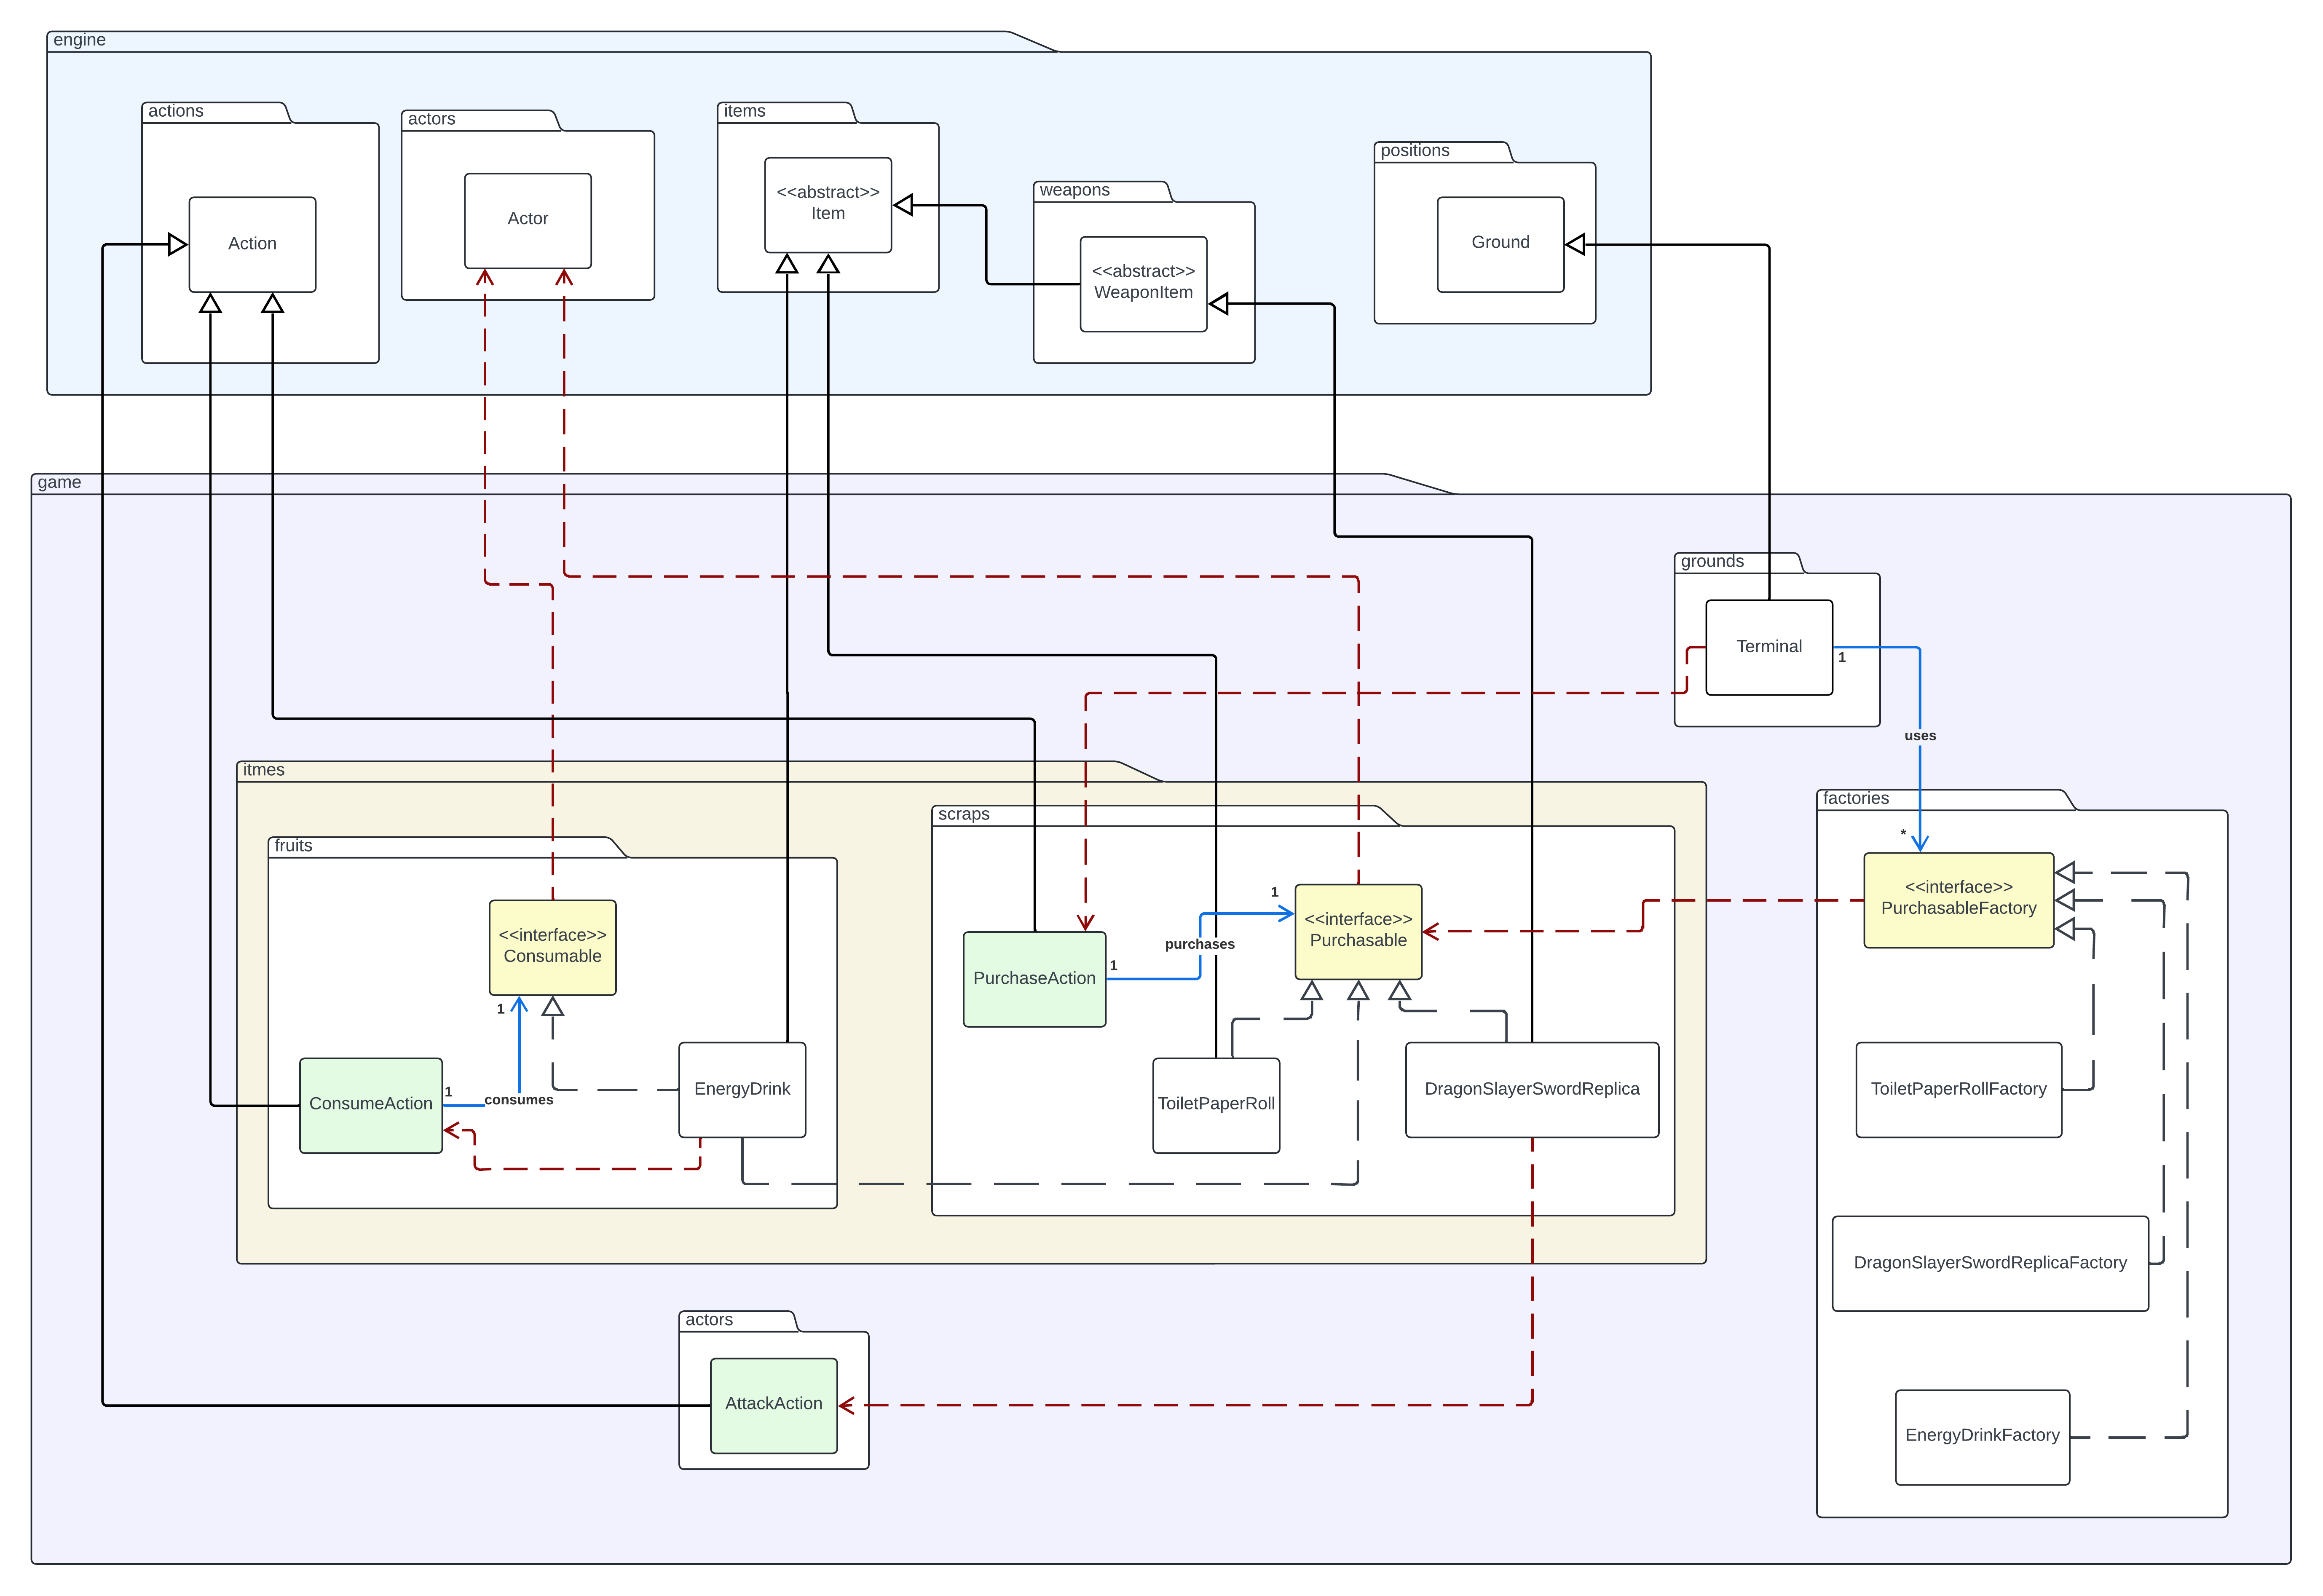 engine
actions
actors
items
positions
weapons
<<abstract>>
Item
Actor
Action
Ground
<<abstract>>
WeaponItem
game
grounds
Terminal
1
uses
itmes
factories
scraps
*
fruits
<<interface>>
PurchasableFactory
1
<<interface>>
Purchasable
<<interface>>
Consumable
purchases
1
PurchaseAction
1
EnergyDrink
DragonSlayerSwordReplica
ToiletPaperRollFactory
1
consumes
ConsumeAction
ToiletPaperRoll
DragonSlayerSwordReplicaFactory
actors
AttackAction
EnergyDrinkFactory